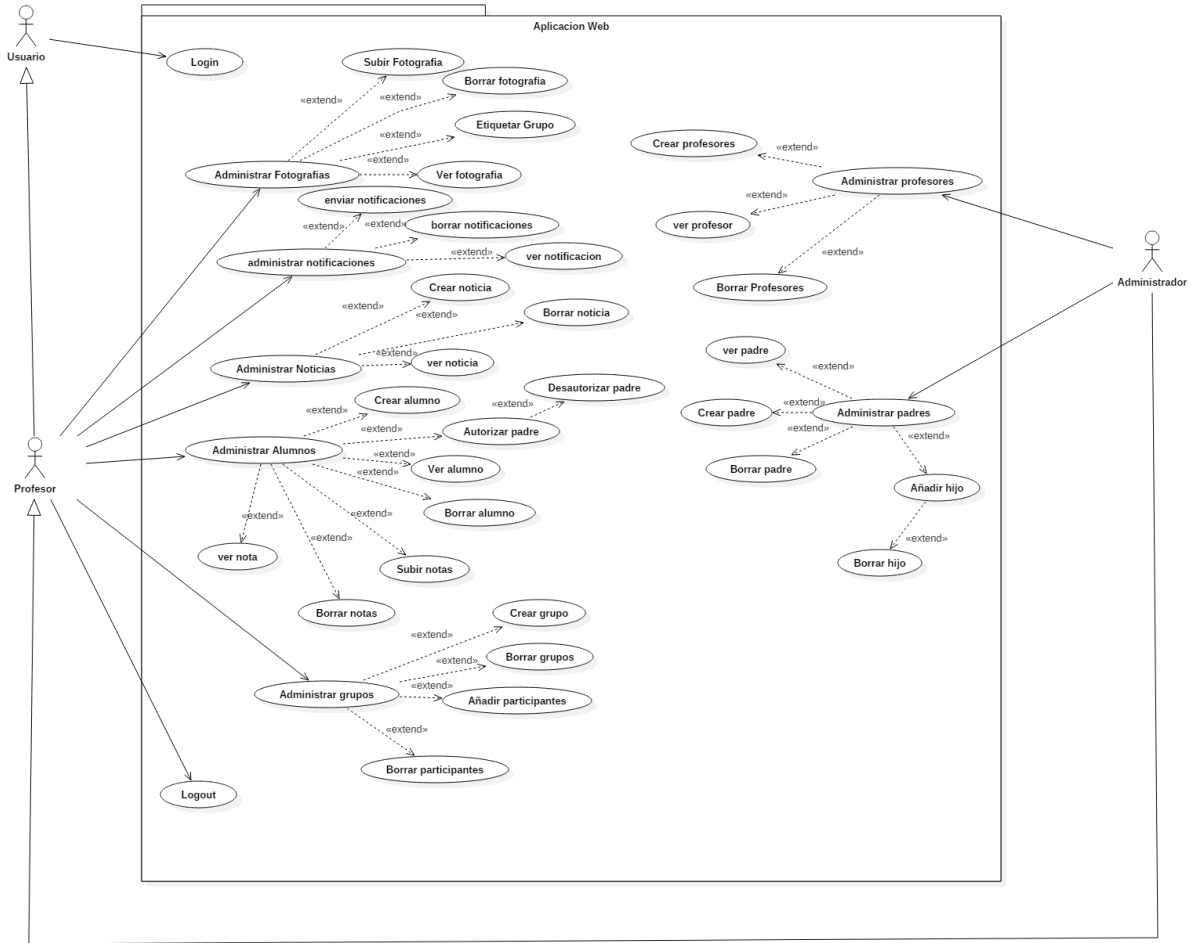 Aplicacion Web
Usuario
Login
Subir Fotografia
Borrar fotografia
«extend»
«extend»
Etiquetar Grupo
«extend»
«extend»
Administrar Fotografias
Ver fotografia
enviar notificaciones
«extend»
«extend»
borrar notificaciones
administrar notificaciones
«extend»
ver notificacion
Crear noticia
«extend»
«extend»
Borrar noticia
«extend»
Administrar Noticias
ver noticia
Crear alumno
Desautorizar padre
«extend»
«extend»
«extend»
Autorizar padre
Administrar Alumnos
«extend»
Ver alumno
«extend»
Borrar alumno
Profesor
«extend»
«extend»
«extend»
ver nota
Subir notas
Borrar notas
Crear grupo
«extend»
Borrar grupos
«extend»
«extend»
Administrar grupos
Añadir participantes
«extend»
Borrar participantes
Logout
Crear profesores
«extend»
Administrar profesores
«extend»
ver profesor
«extend»
Borrar Profesores
Administrador
ver padre
«extend»
Crear padre
«extend»
Administrar padres
«extend»
«extend»
Borrar padre
Añadir hijo
«extend»
Borrar hijo